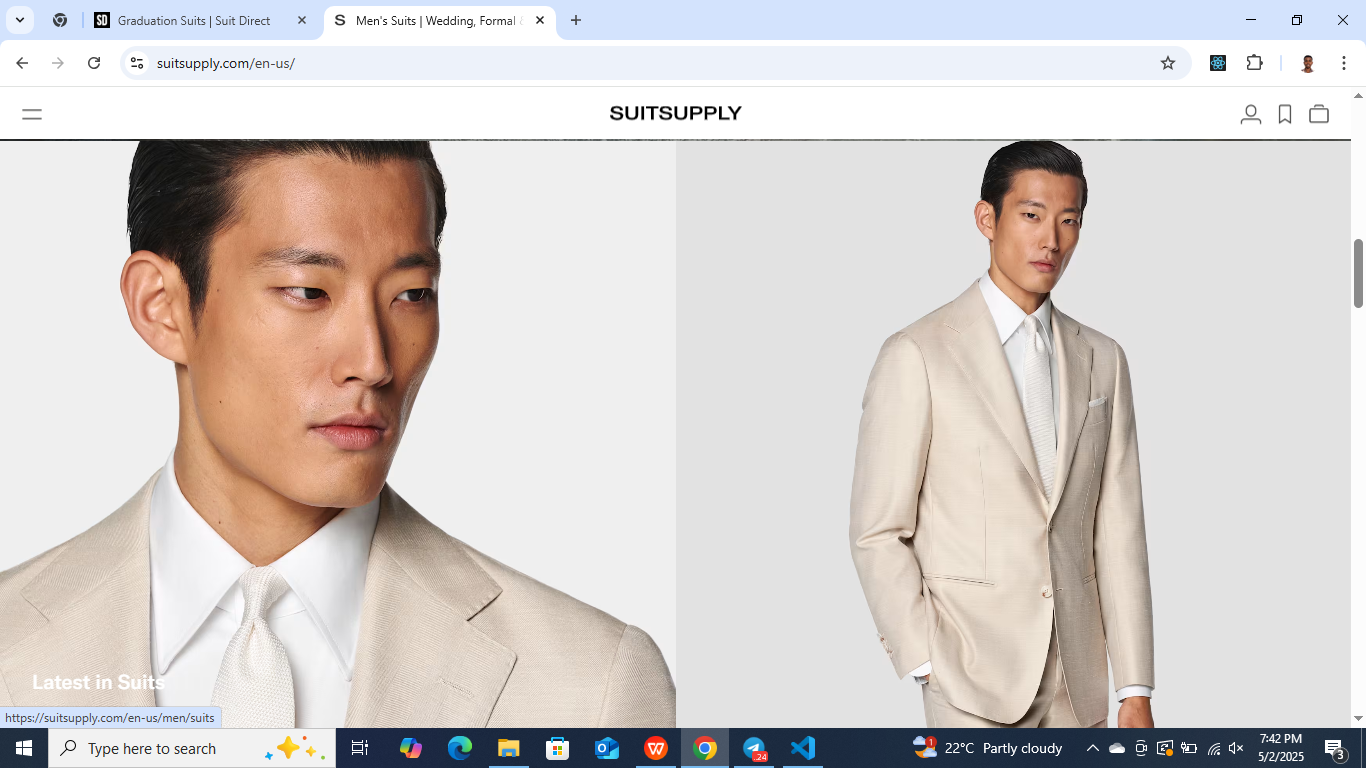 SD Graduation Suits | Suit Direct
S Men's Suits | Wedding, Formal &
suitsupply.com/en-us/
SUITSUPPLY
Latest in Suits
https://suitsupply.com/en-us/men/suits
Type here to search
24
1
22°C Partly cloudy
7:42 PM
5/2/2025
3